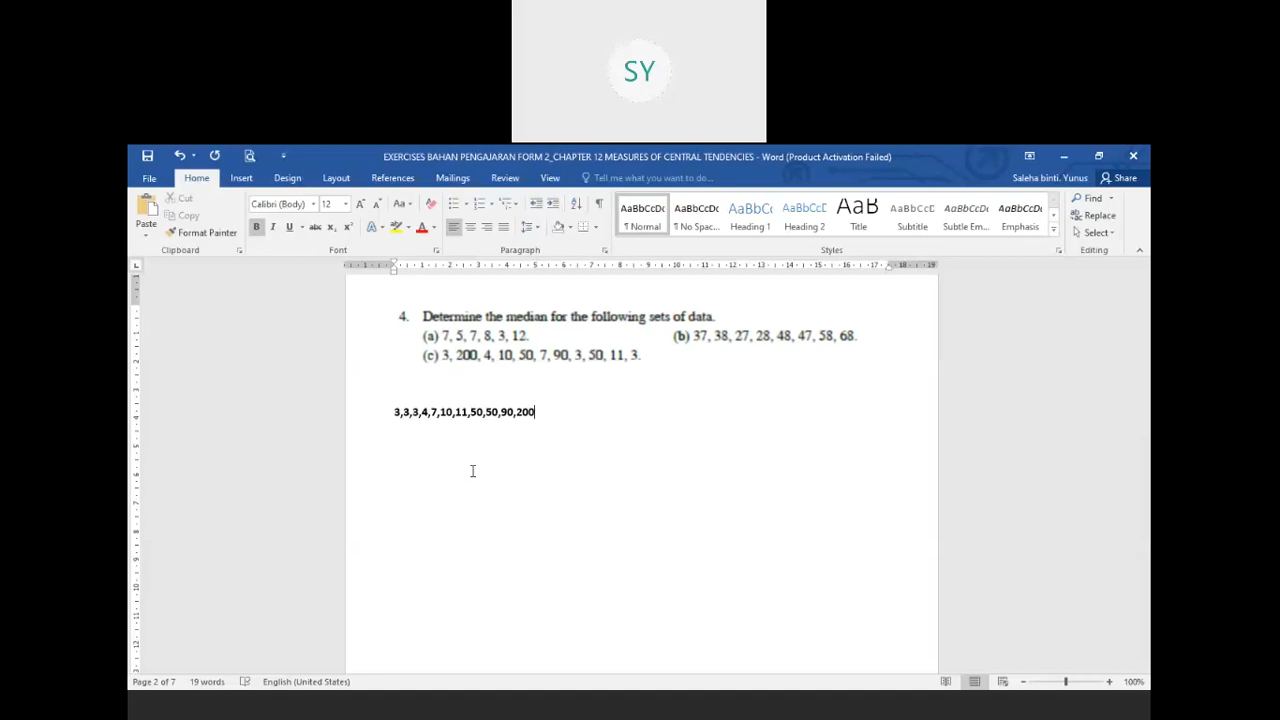 SY
EXERCISES BAHAN PENGAJARAN FORM 2_CHAPTER 12 MEASURES OF CENTRAL TENDENCIES - Word (Product Activation Failed)
File Home Insert Design Layout References Mailings Review View Tell me what you want to do... Saleha binti. Yunus Share
Paste Cut Copy Format Painter
Calibri (Body) 12
AaBbCcDc AaBbCcDc AaBbCc AaBbCc AaB AaBbCcD AaBbCcDc AaBbCcDc
¶ Normal ¶ No Spac... Heading 1 Heading 2 Title Subtitle Subtle Em... Emphasis
Find Replace Select
Clipboard Font Paragraph Styles Editing
4. Determine the median for the following sets of data.
(a) 7, 5, 7, 8, 3, 12. (b) 37, 38, 27, 28, 48, 47, 58, 68.
(c) 3, 200, 4, 10, 50, 7, 90, 3, 50, 11, 3.
3,3,3,4,7,10,11,50,50,90,200
Page 2 of 7 19 words English (United States) 100%